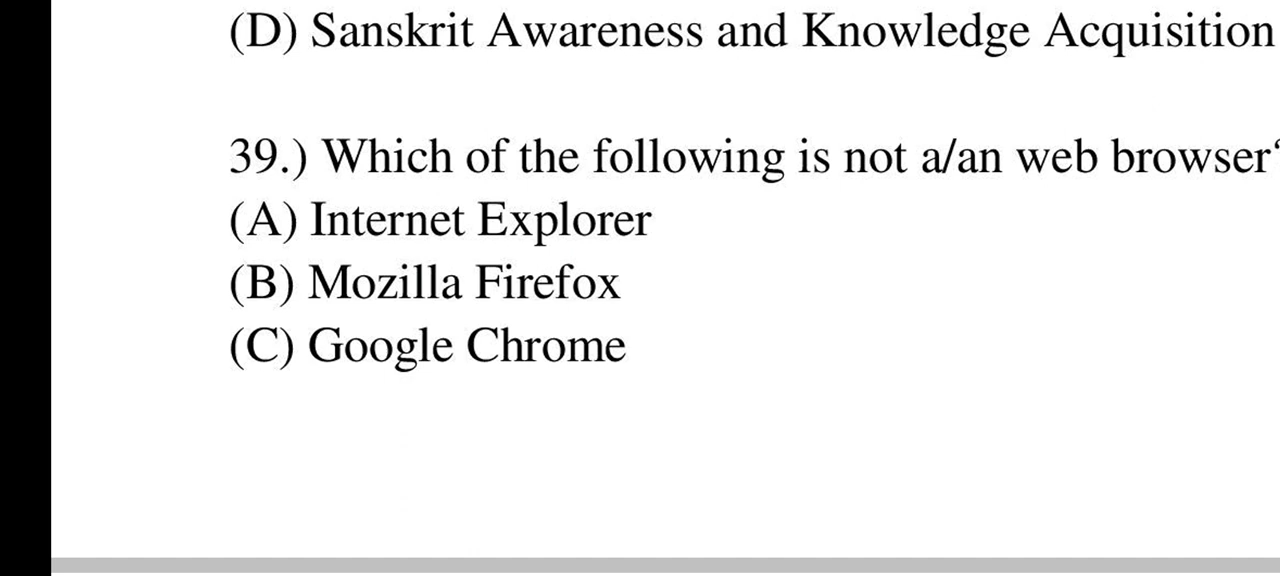 (D) Sanskrit Awareness and Knowledge Acquisition
39.) Which of the following is not a/an web browser
(A) Internet Explorer
(B) Mozilla Firefox
(C) Google Chrome